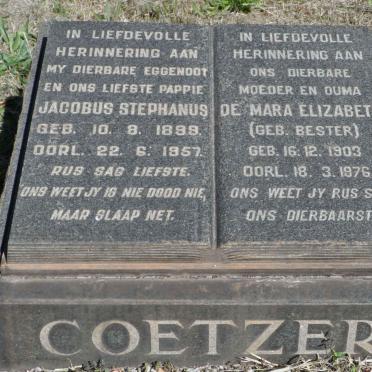 IN LIEFDEVOLLE
HERINNERING AAN
MY DIERBARE EGGENOOT
EN ONS LIEFSTE PAPPIE
JACOBUS STEPHANUS
GEB. 10. 8. 1899.
OORL. 22. 6. 1957.
RUS SAG LIEFSTE.
ONS WEET JY IS NIE DOOD NIE,
MAAR SLAAP NET.
IN LIEFDEVOLLE
HERINNERING AAN
ONS DIERBARE
MOEDER EN OUMA
DE MARA ELIZABET
(GEB. BESTER)
GEB. 16. 12. 1903
OORL. 18. 3. 1976
ONS WEET JY RUS S
ONS DIERBAARST
COETZER